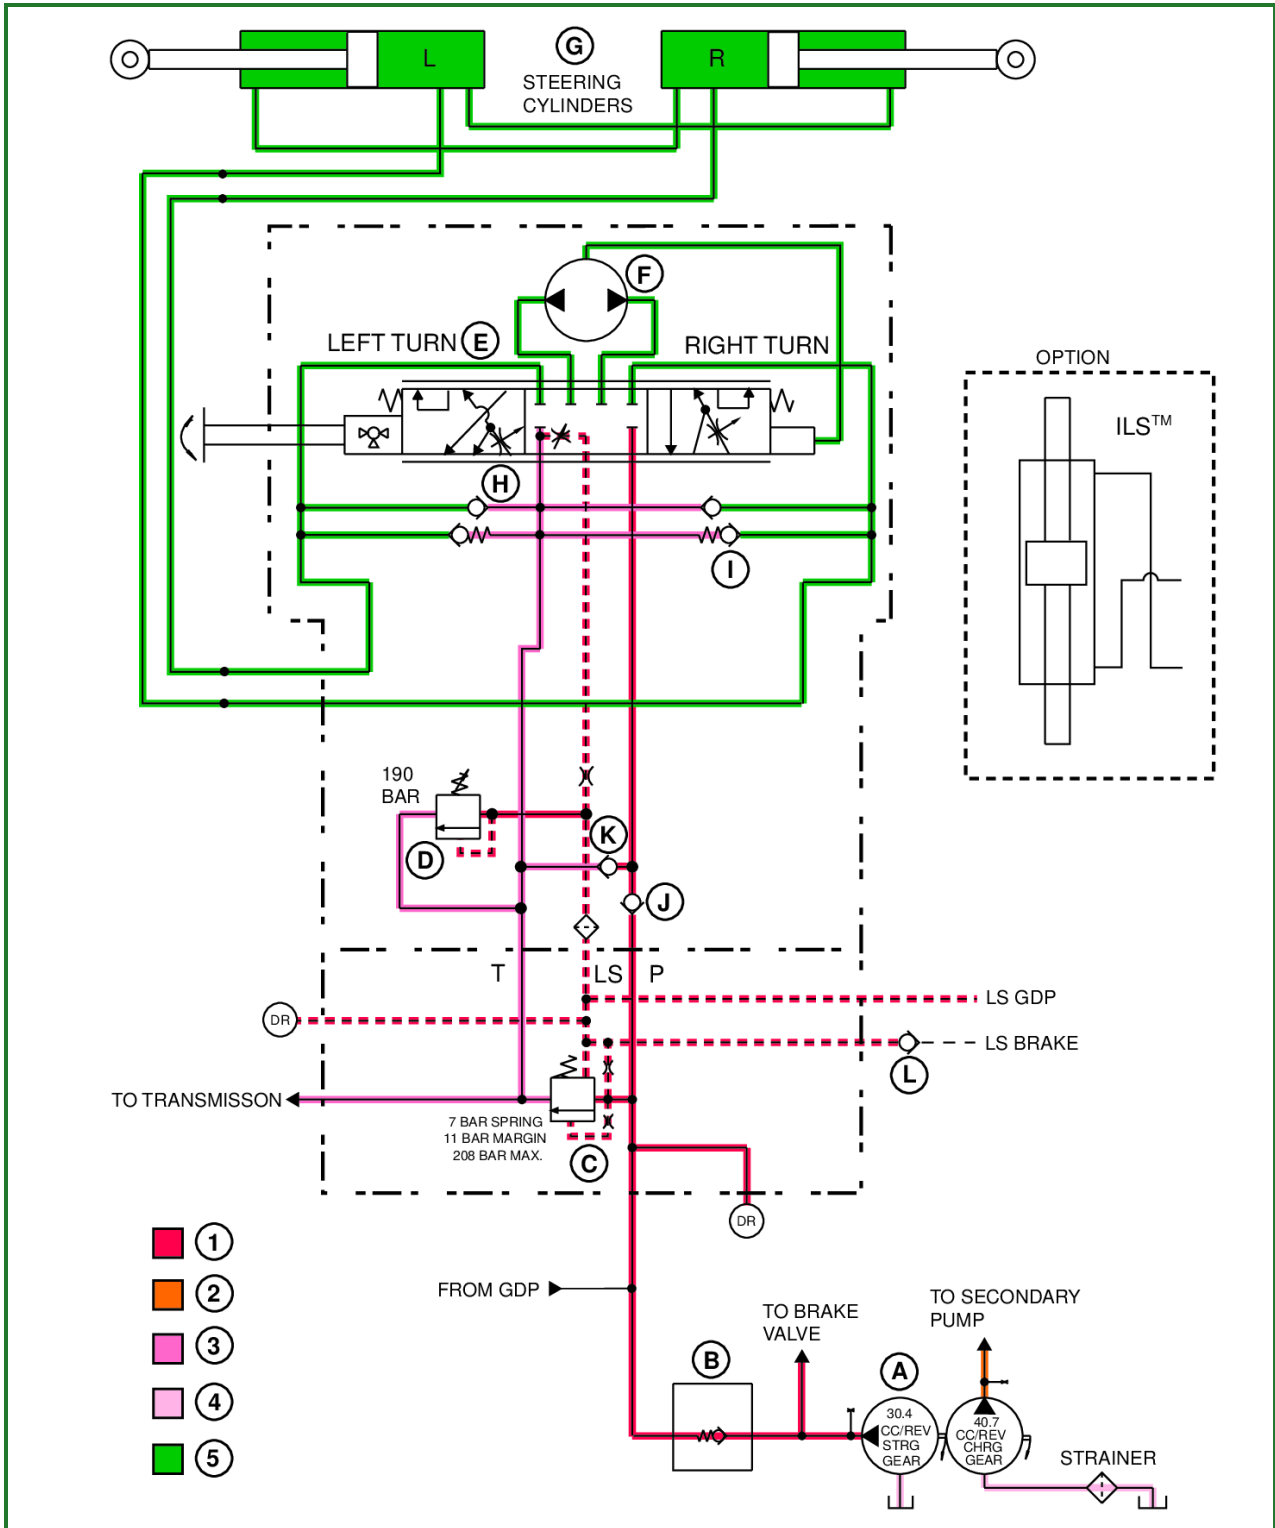 L
G
R
STEERING
CYLINDERS
F
LEFT TURN
E
RIGHT TURN
OPTION
ILS™
H
I
190
BAR
D
K
J
T
LS
P
LS GDP
DR
LS BRAKE
L
TO TRANSMISSON
7 BAR SPRING
11 BAR MARGIN
208 BAR MAX.
C
DR
1
FROM GDP
2
TO BRAKE
VALVE
TO SECONDARY
PUMP
3
B
A
4
30.4
CC/REV
STRG
GEAR
40.7
CC/REV
CHRG
GEAR
5
STRAINER